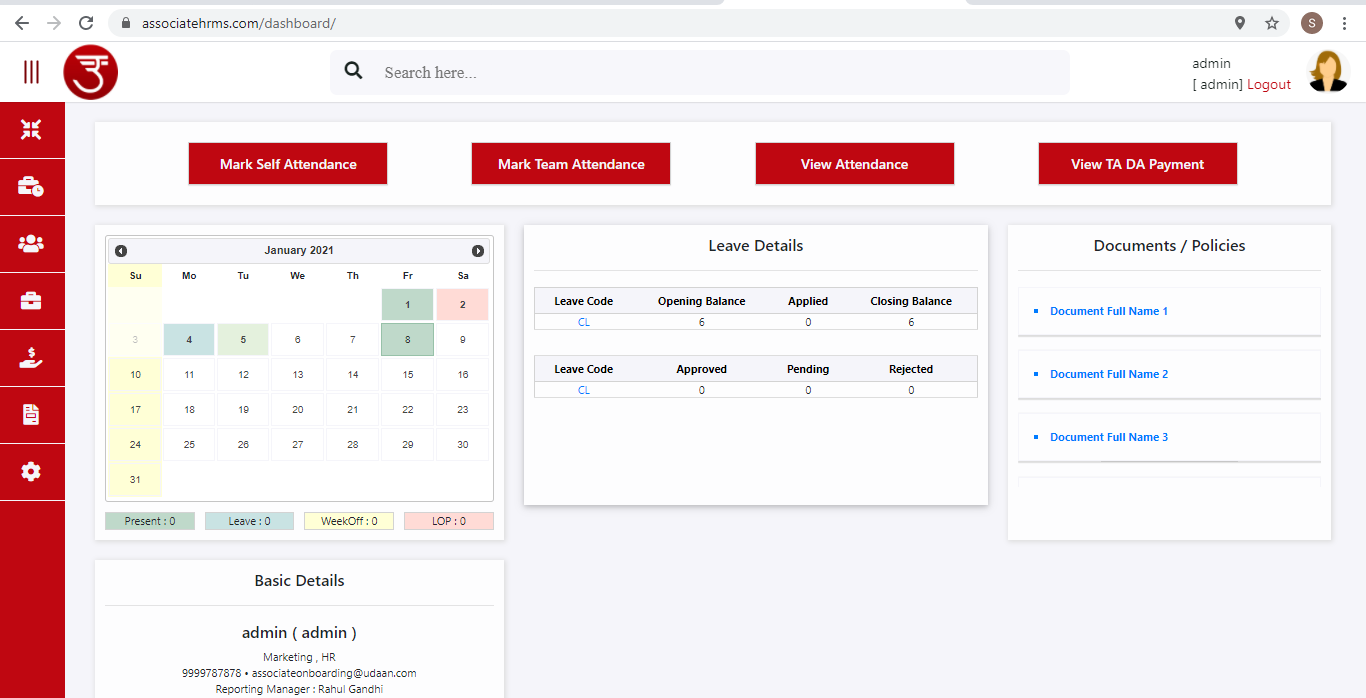 associatehrms.com/dashboard/
S
उ
Search here...
admin
[ admin] Logout
Mark Self Attendance Mark Team Attendance View Attendance View TA DA Payment
January 2021
Su Mo Tu We Th Fr Sa
1 2
3 4 5 6 7 8 9
10 11 12 13 14 15 16
17 18 19 20 21 22 23
24 25 26 27 28 29 30
31
Present : 0 Leave : 0 WeekOff : 0 LOP : 0
Leave Details
Leave Code Opening Balance Applied Closing Balance
CL 6 0 6
Leave Code Approved Pending Rejected
CL 0 0 0
Documents / Policies
Document Full Name 1
Document Full Name 2
Document Full Name 3
Basic Details
admin ( admin )
Marketing , HR
9999787878 • associateonboarding@udaan.com
Reporting Manager : Rahul Gandhi